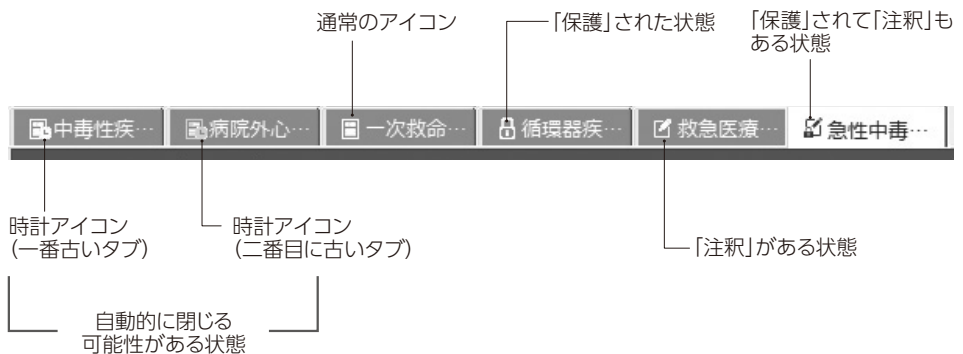 通常のアイコン
「保護」された状態
「保護」されて「注釈」も
ある状態
中毒性疾…
病院外心…
一次救命…
循環器疾…
救急医療…
急性中毒…
時計アイコン
(一番古いタブ)
時計アイコン
(二番目に古いタブ)
「注釈」がある状態
自動的に閉じる
可能性がある状態